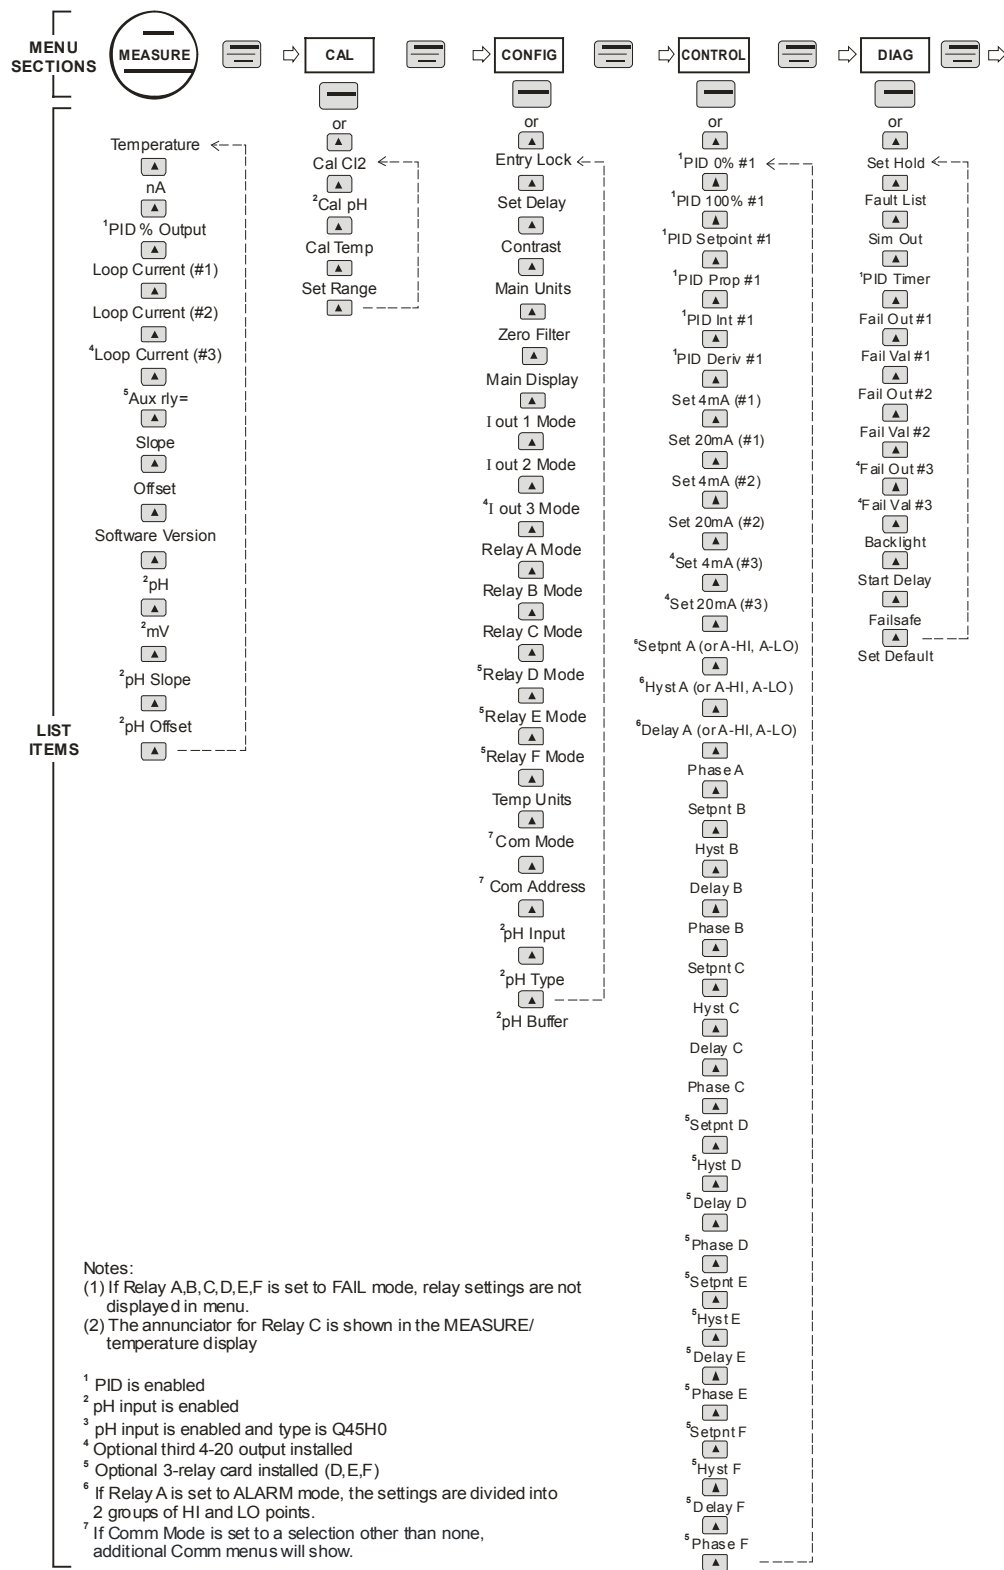 MENU
SECTIONS
MEASURE
CAL
CONFIG
CONTROL
DIAG
LIST
ITEMS
Temperature
nA
¹PID % Output
Loop Current (#1)
Loop Current (#2)
⁴Loop Current (#3)
⁵Aux rly=
Slope
Offset
Software Version
²pH
²mV
²pH Slope
²pH Offset
or
Cal Cl2
²Cal pH
Cal Temp
Set Range
or
Entry Lock
Set Delay
Contrast
Main Units
Zero Filter
Main Display
I out 1 Mode
I out 2 Mode
⁴I out 3 Mode
Relay A Mode
Relay B Mode
Relay C Mode
⁵Relay D Mode
⁵Relay E Mode
⁵Relay F Mode
Temp Units
⁷Com Mode
⁷Com Address
²pH Input
²pH Type
²pH Buffer
or
¹PID 0% #1
¹PID 100% #1
¹PID Setpoint #1
¹PID Prop #1
¹PID Int #1
¹PID Deriv #1
Set 4mA (#1)
Set 20mA (#1)
Set 4mA (#2)
Set 20mA (#2)
⁴Set 4mA (#3)
⁴Set 20mA (#3)
⁶Setpnt A (or A-HI, A-LO)
⁶Hyst A (or A-HI, A-LO)
⁶Delay A (or A-HI, A-LO)
Phase A
Setpnt B
Hyst B
Delay B
Phase B
Setpnt C
Hyst C
Delay C
Phase C
⁵Setpnt D
⁵Hyst D
⁵Delay D
⁵Phase D
⁵Setpnt E
⁵Hyst E
⁵Delay E
⁵Phase E
⁵Setpnt F
⁵Hyst F
⁵Delay F
⁵Phase F
or
Set Hold
Fault List
Sim Out
¹PID Timer
Fail Out #1
Fail Val #1
Fail Out #2
Fail Val #2
⁴Fail Out #3
⁴Fail Val #3
Backlight
Start Delay
Failsafe
Set Default
Notes:
(1) If Relay A,B,C,D,E,F is set to FAIL mode, relay settings are not
displayed in menu.
(2) The annunciator for Relay C is shown in the MEASURE/
temperature display
¹ PID is enabled
² pH input is enabled
³ pH input is enabled and type is Q45H0
⁴ Optional third 4-20 output installed
⁵ Optional 3-relay card installed (D,E,F)
⁶ If Relay A is set to ALARM mode, the settings are divided into
2 groups of HI and LO points.
⁷ If Comm Mode is set to a selection other than none,
additional Comm menus will show.